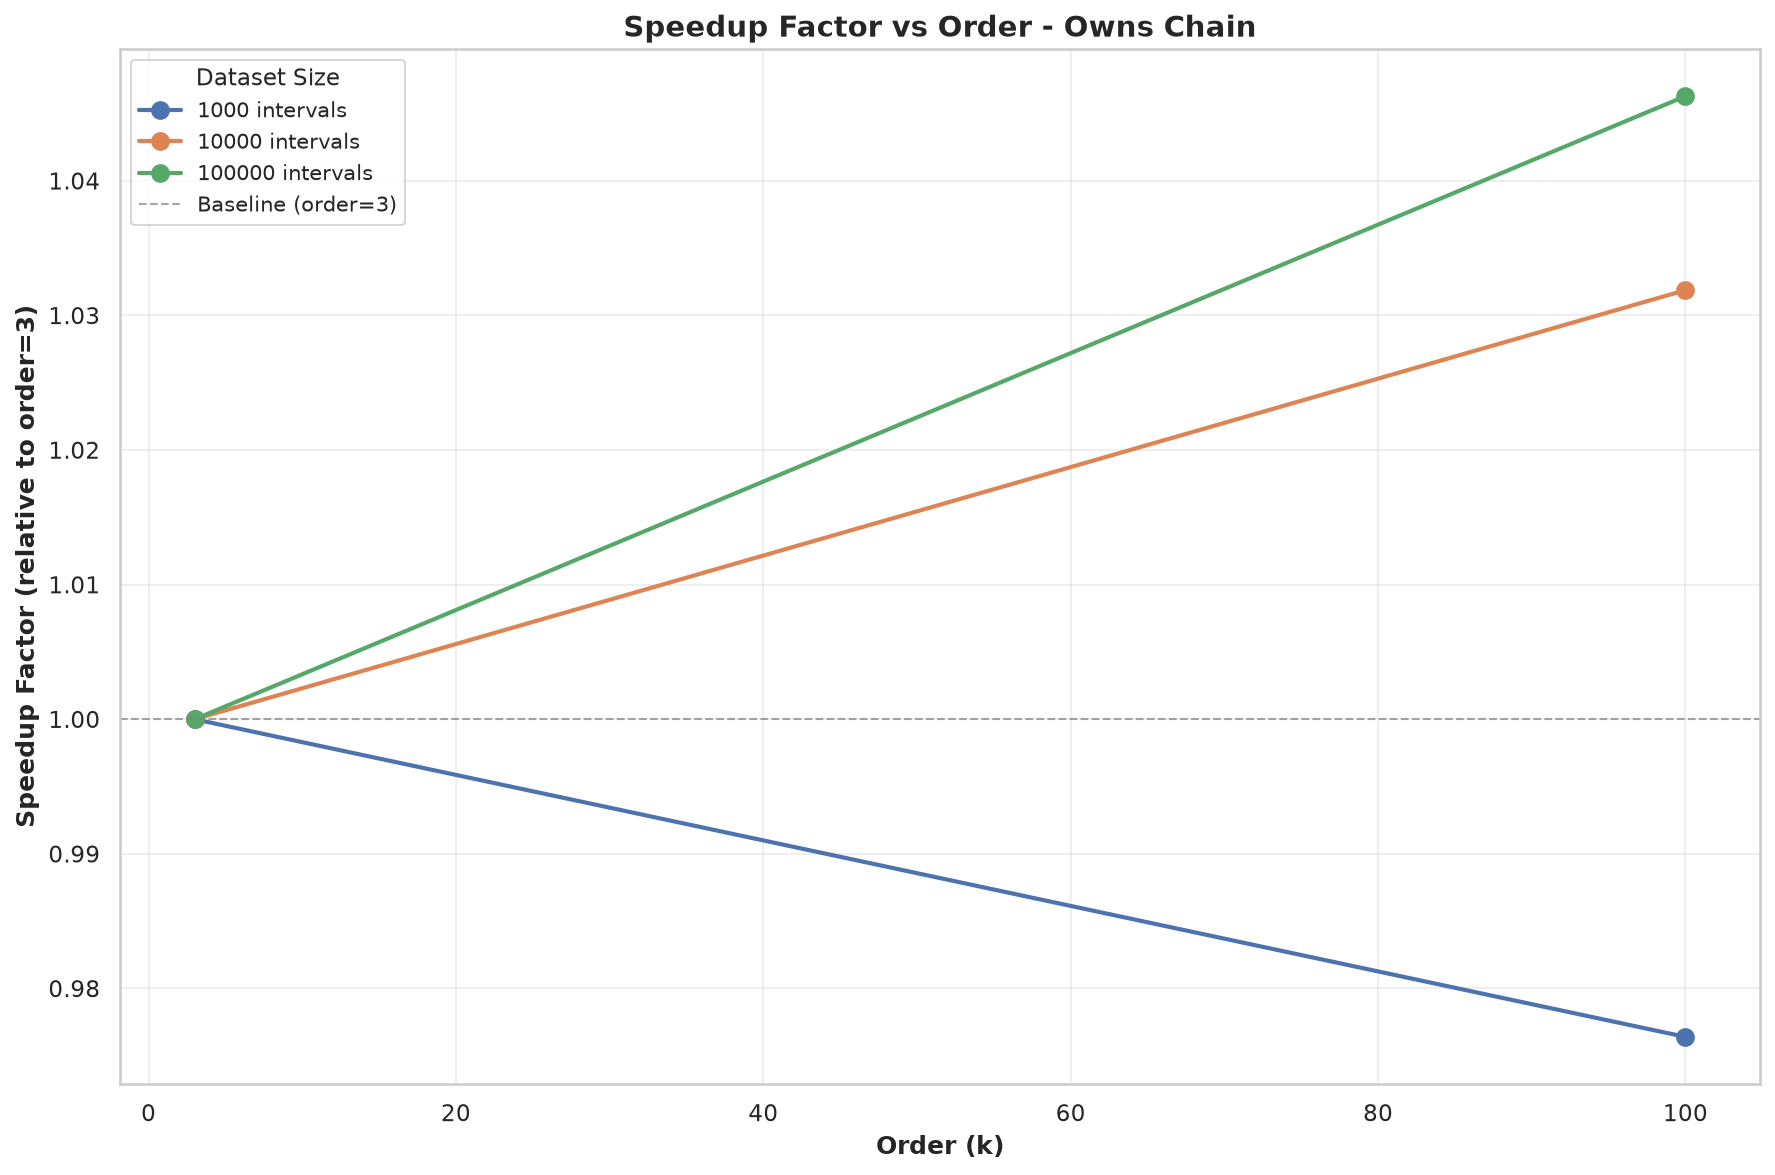 Speedup Factor vs Order - Owns Chain
Dataset Size
1000 intervals
10000 intervals
100000 intervals
Baseline (order=3)
Speedup Factor (relative to order=3)
1.04
1.03
1.02
1.01
1.00
0.99
0.98
0
20
40
60
80
100
Order (k)